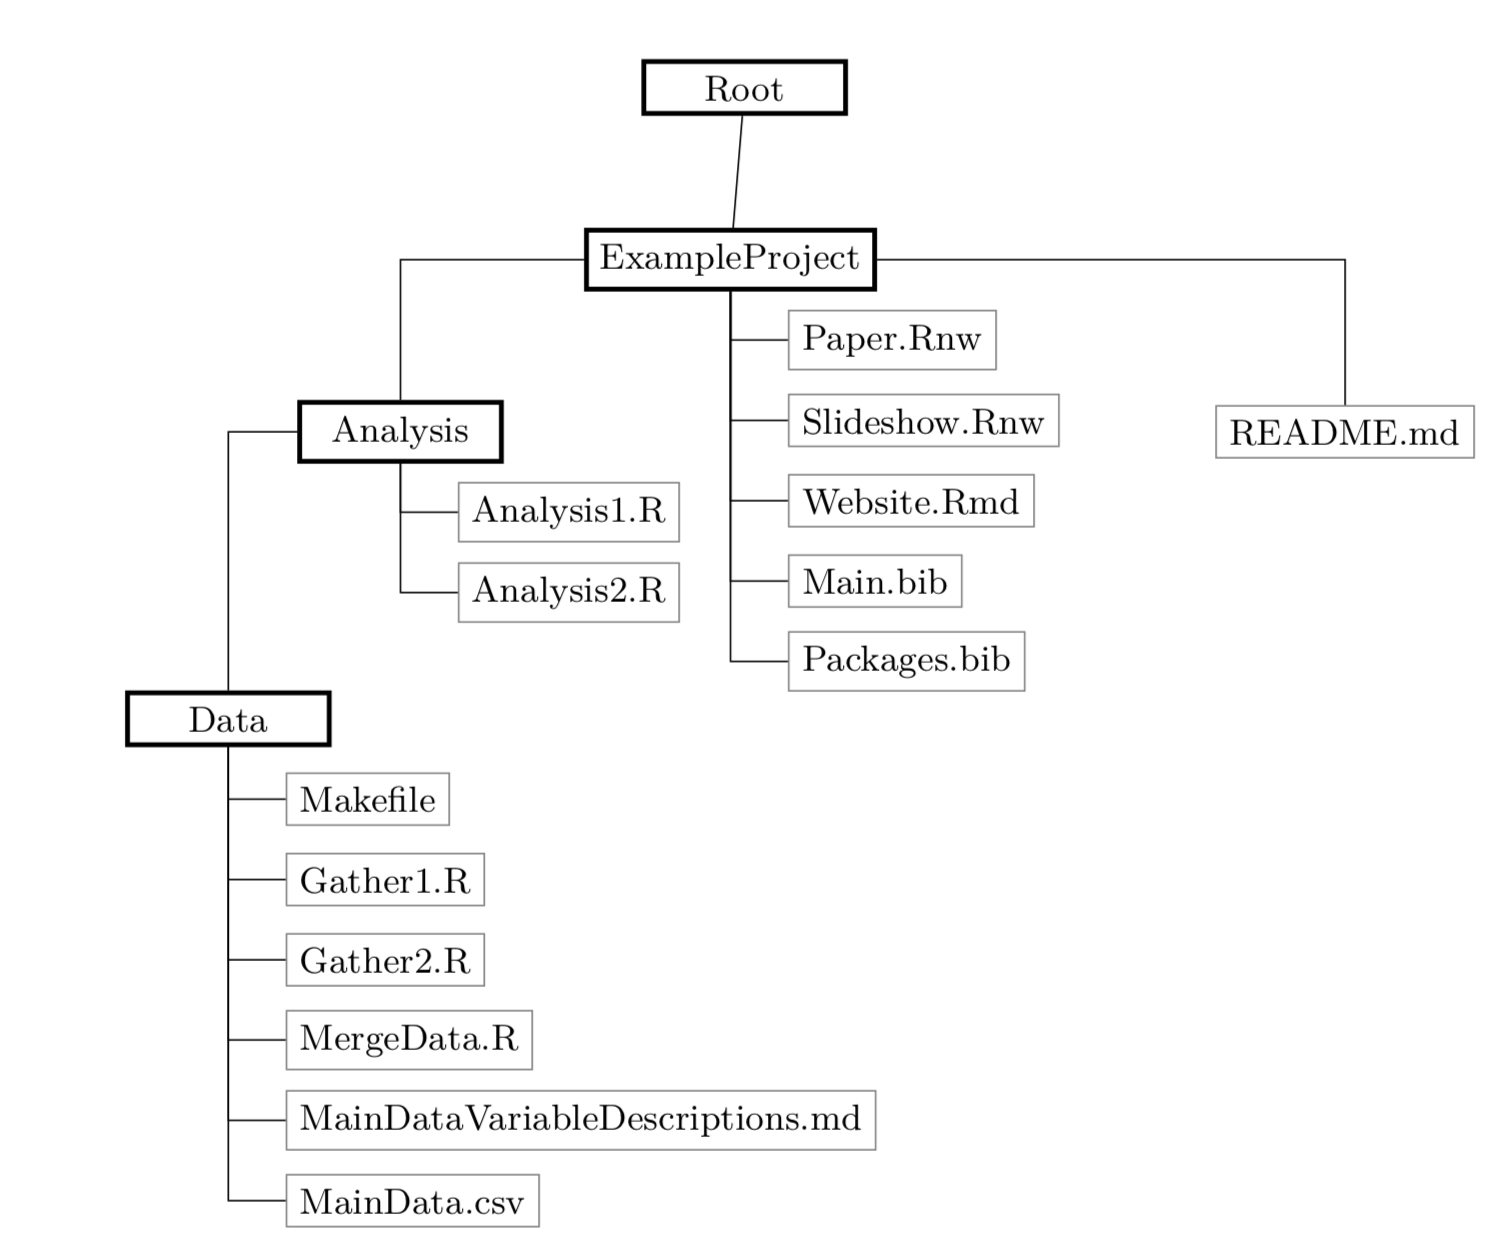 Root
ExampleProject
Paper.Rnw
Slideshow.Rnw
README.md
Analysis
Website.Rmd
Analysis1.R
Main.bib
Analysis2.R
Packages.bib
Data
Makefile
Gather1.R
Gather2.R
MergeData.R
MainDataVariableDescriptions.md
MainData.csv